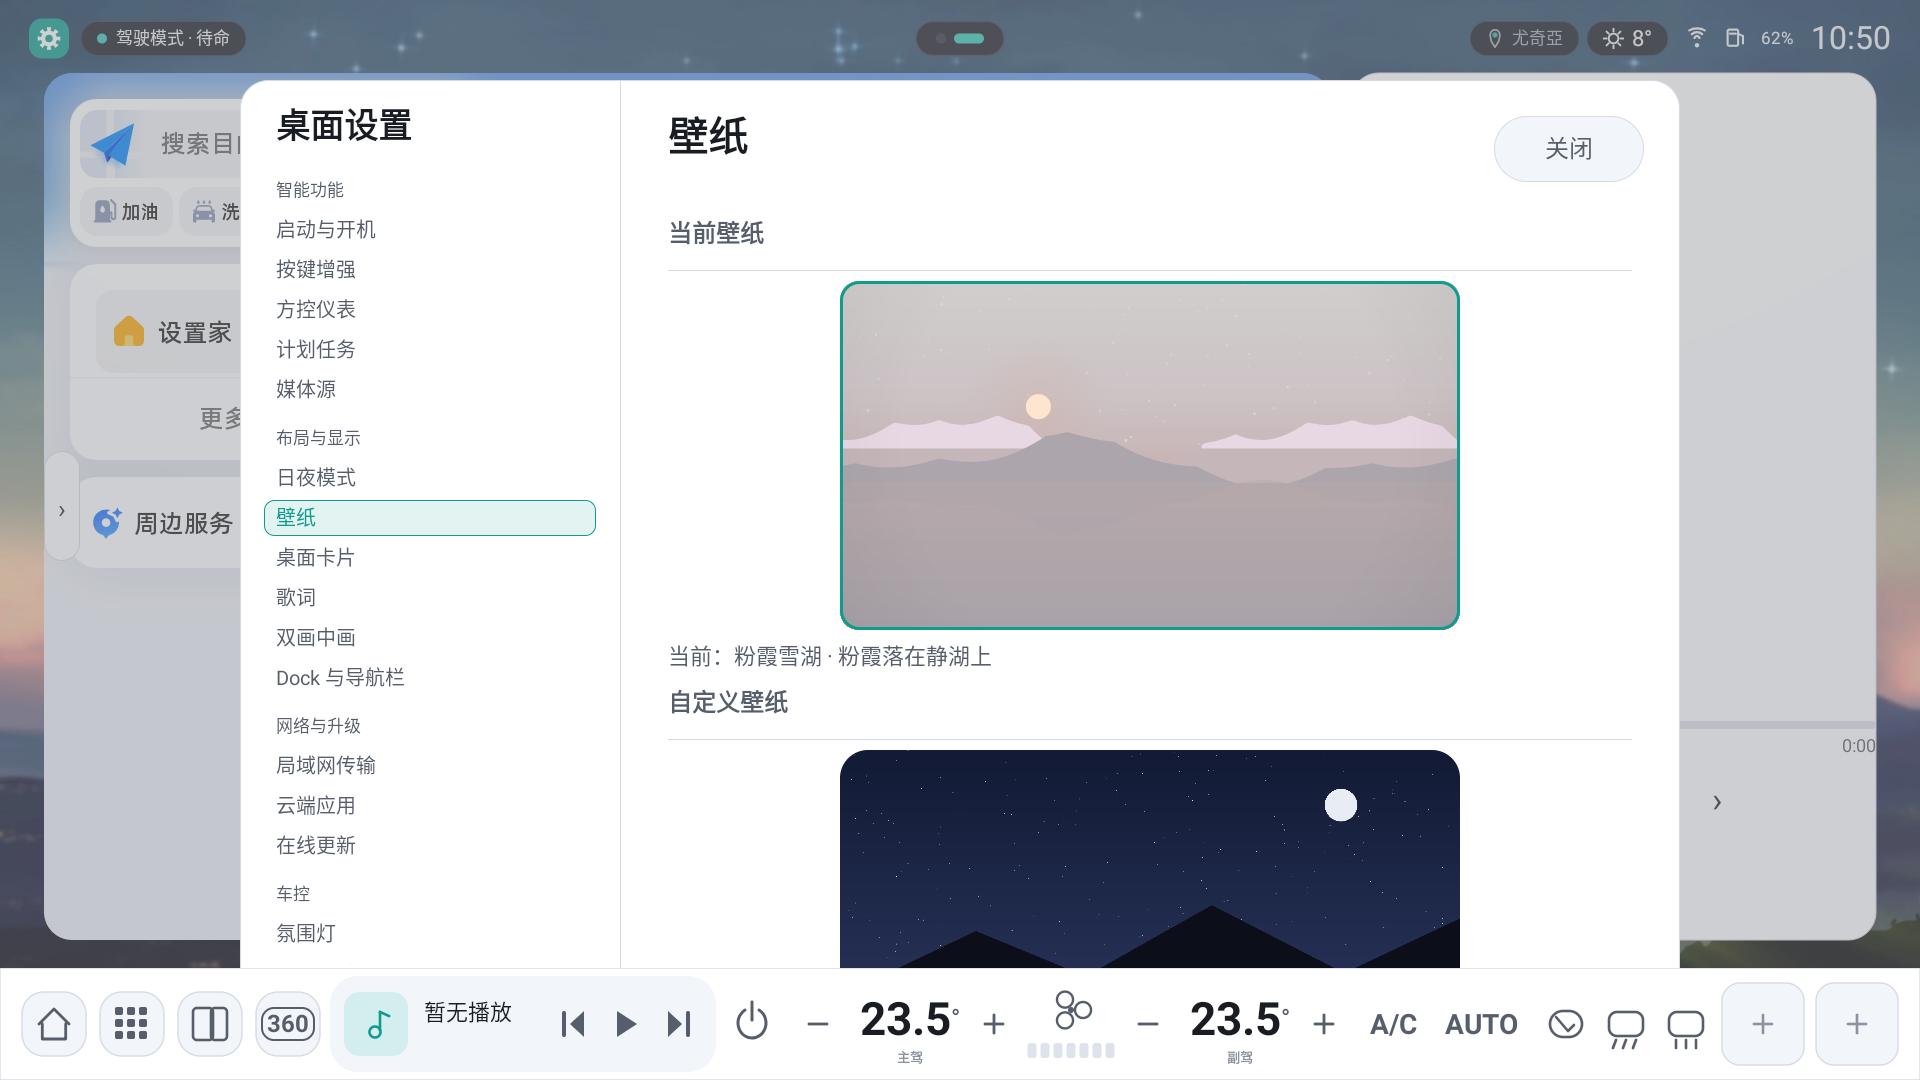 驾驶模式 · 待命
尤奇亞
8°
62%
10:50
搜索目
加油
洗
设置家
更多
周边服务
桌面设置
智能功能
启动与开机
按键增强
方控仪表
计划任务
媒体源
布局与显示
日夜模式
壁纸
桌面卡片
歌词
双画中画
Dock 与导航栏
网络与升级
局域网传输
云端应用
在线更新
车控
氛围灯
壁纸
关闭
当前壁纸
当前：粉霞雪湖 · 粉霞落在静湖上
自定义壁纸
0:00
360
暂无播放
23.5°
主驾
23.5°
副驾
A/C
AUTO